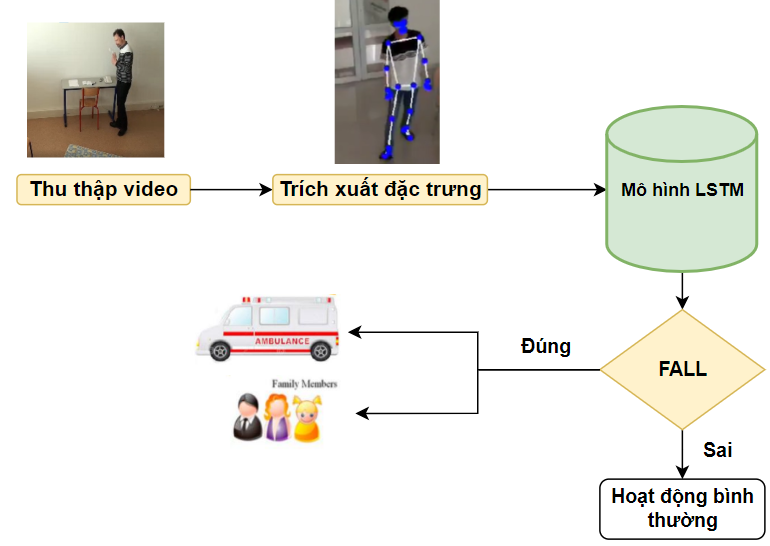 Thu thập video
Trích xuất đặc trưng
Mô hình LSTM
AMBULANCE
Đúng
FALL
Family Members
Sai
Hoạt động bình
thường